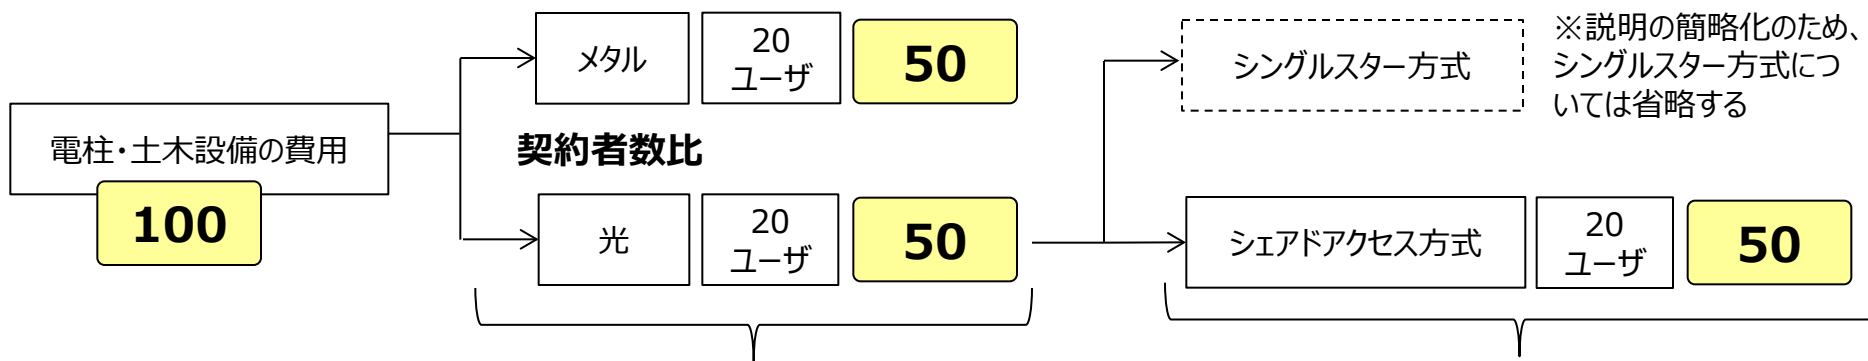 電柱・土木設備の費用
100
メタル
20
ユーザ
50
契約者数比
光
20
ユーザ
50
シングルスター方式
※説明の簡略化のため、
シングルスター方式につ
いては省略する
シェアドアクセス方式
20
ユーザ
50